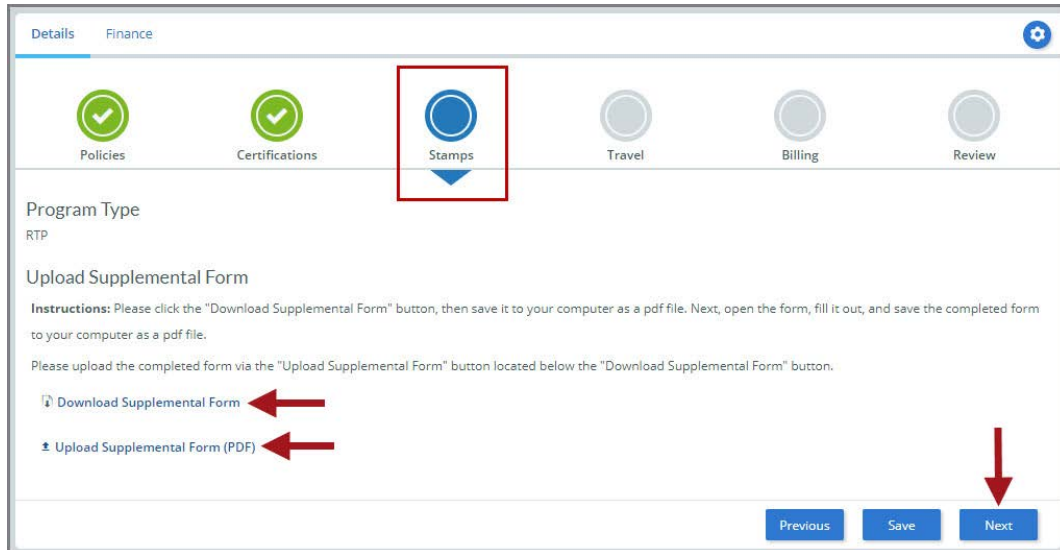 Details Finance
Policies Certifications Stamps Travel Billing Review
Program Type
RTP
Upload Supplemental Form
Instructions: Please click the "Download Supplemental Form" button, then save it to your computer as a pdf file. Next, open the form, fill it out, and save the completed form
to your computer as a pdf file.
Please upload the completed form via the "Upload Supplemental Form" button located below the "Download Supplemental Form" button.
Download Supplemental Form
Upload Supplemental Form (PDF)
Previous Save Next